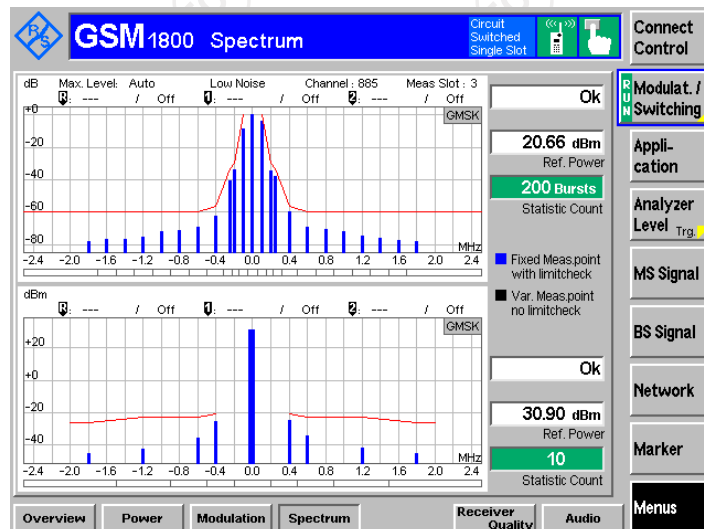 R&S
GSM1800 Spectrum
Circuit
Switched
Single Slot
Connect
Control
dB Max. Level: Auto Low Noise Channel : 885 Meas Slot : 3
R: --- / Off 1: --- / Off 2: --- / Off
GMSK
+0
-20
-40
-60
-80
MHz
-2.4 -2.0 -1.6 -1.2 -0.8 -0.4 0.0 0.4 0.8 1.2 1.6 2.0 2.4
Ok
20.66 dBm
Ref. Power
200 Bursts
Statistic Count
Fixed Meas.point
with limitcheck
Var. Meas.point
no limitcheck
dBm
R: --- / Off 1: --- / Off 2: --- / Off
GMSK
+20
+0
-20
-40
MHz
-2.4 -2.0 -1.6 -1.2 -0.8 -0.4 0.0 0.4 0.8 1.2 1.6 2.0 2.4
Ok
30.90 dBm
Ref. Power
10
Statistic Count
RUN
Modulat. /
Switching
Appli-
cation
Analyzer
Level Trg.
MS Signal
BS Signal
Network
Marker
Menus
Overview
Power
Modulation
Spectrum
Receiver
Quality
Audio